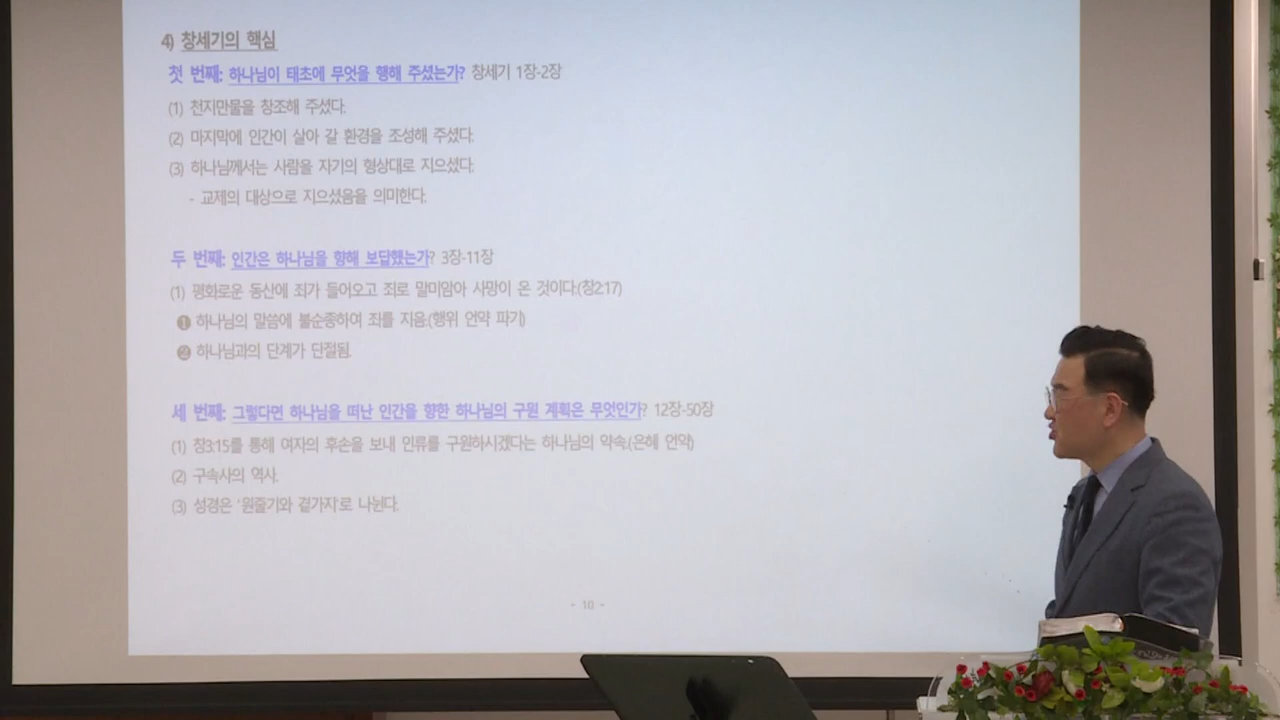 4) 창세기의 핵심
첫 번째: 하나님이 태초에 무엇을 행해 주셨는가? 창세기 1장-2장
(1) 천지만물을 창조해 주셨다.
(2) 마지막에 인간이 살아 갈 환경을 조성해 주셨다.
(3) 하나님께서는 사람을 자기의 형상대로 지으셨다.
- 교제의 대상으로 지으셨음을 의미한다.
두 번째: 인간은 하나님을 향해 보답했는가? 3장-11장
(1) 평화로운 동산에 죄가 들어오고 죄로 말미암아 사망이 온 것이다.(창2:17)
❶ 하나님의 말씀에 불순종하여 죄를 지음.(행위 언약 파기)
❷ 하나님과의 단계가 단절됨.
세 번째: 그렇다면 하나님을 떠난 인간을 향한 하나님의 구원 계획은 무엇인가? 12장-50장
(1) 창3:15를 통해 여자의 후손을 보내 인류를 구원하시겠다는 하나님의 약속.(은혜 언약)
(2) 구속사의 역사.
(3) 성경은 '원줄기와 곁가지'로 나뉜다.
- 10 -